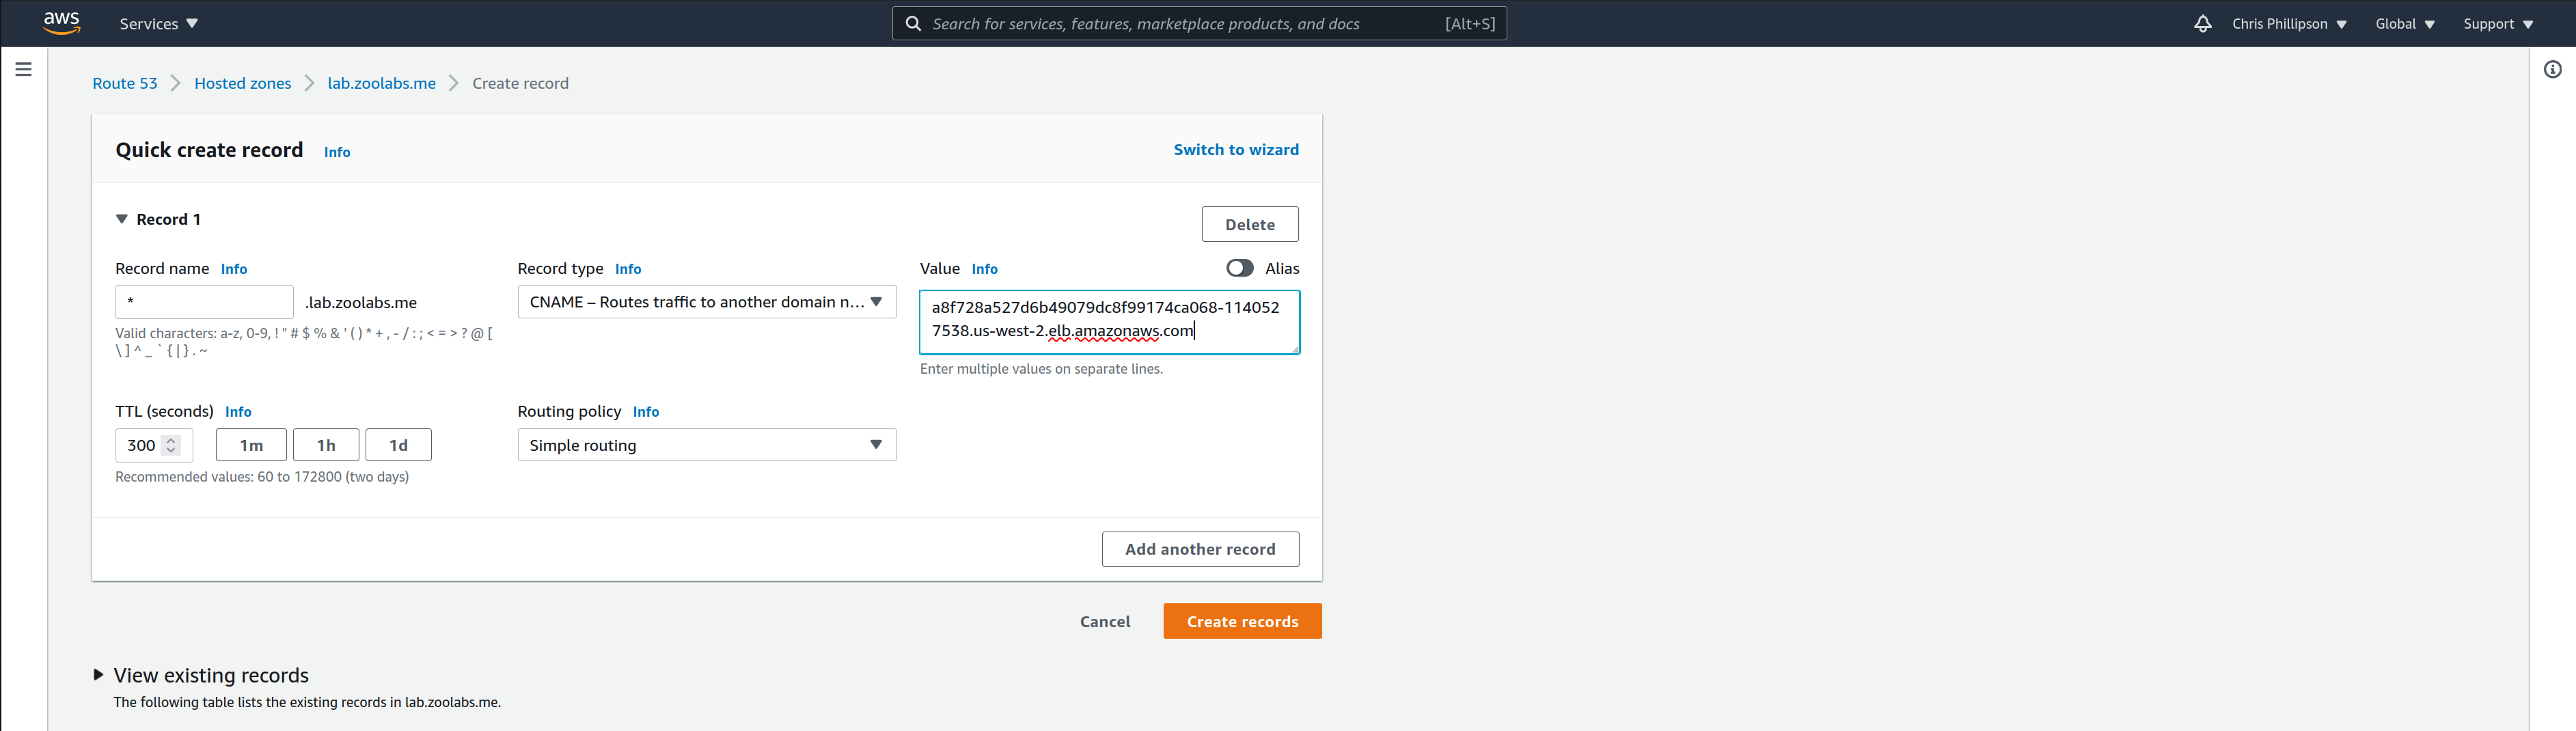 aws
Services
Search for services, features, marketplace products, and docs [Alt+S]
Chris Phillipson
Global
Support
Route 53 > Hosted zones > lab.zoolabs.me > Create record
Quick create record Info
Switch to wizard
Record 1
Delete
Record name Info
*
.lab.zoolabs.me
Valid characters: a-z, 0-9, ! " # $ % & ' ( ) * + , - / : ; < = > ? @ [
\ ] ^ _ ` { | } . ~
Record type Info
CNAME – Routes traffic to another domain n...
Value Info
Alias
a8f728a527d6b49079dc8f99174ca068-114052
7538.us-west-2.elb.amazonaws.com
Enter multiple values on separate lines.
TTL (seconds) Info
300
1m
1h
1d
Recommended values: 60 to 172800 (two days)
Routing policy Info
Simple routing
Add another record
Cancel
Create records
View existing records
The following table lists the existing records in lab.zoolabs.me.